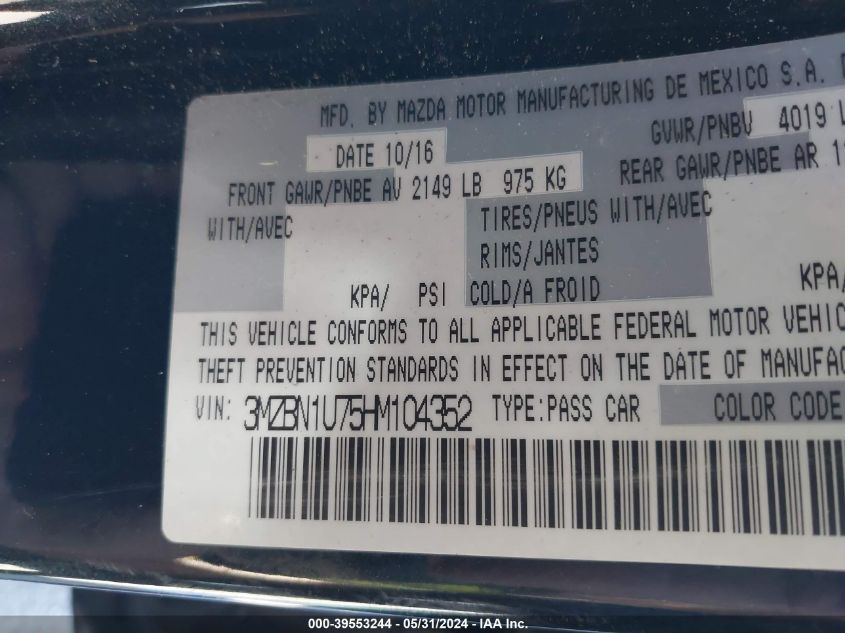 MFD. BY MAZDA MOTOR MANUFACTURING DE MEXICO S.A.
DATE 10/16 GVWR/PNBV 4019
FRONT GAWR/PNBE AV 2149 LB 975 KG REAR GAWR/PNBE AR
WITH/AVEC TIRES/PNEUS WITH/AVEC
RIMS/JANTES
KPA/ PSI COLD/A FROID KPA/
THIS VEHICLE CONFORMS TO ALL APPLICABLE FEDERAL MOTOR
THEFT PREVENTION STANDARDS IN EFFECT ON THE DATE OF
VIN: 3MZBN1U75HM104352 TYPE:PASS CAR COLOR CODE
000-39553244 - 05/31/2024 - IAAI.COM